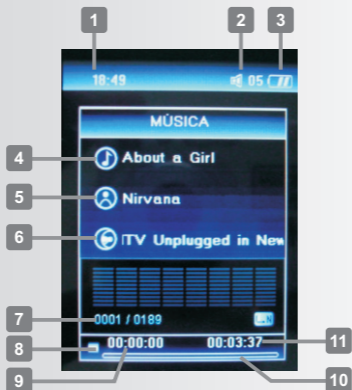 1 2 3
18:49 05
MÚSICA
4 About a Girl
5 Nirvana
6 TV Unplugged in New
7 0001 / 0189
8 00:00:00 00:03:37 11
9 10